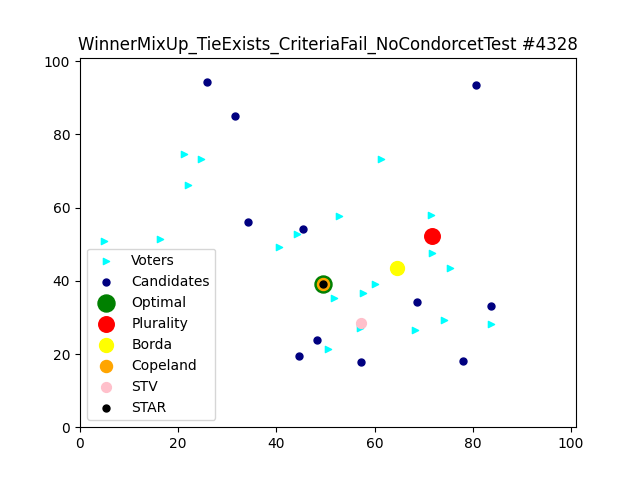 WinnerMixUp_TieExists_CriteriaFail_NoCondorcetTest #4328
100
80
60
40
20
0
Voters
Candidates
Optimal
Plurality
Borda
Copeland
STV
STAR
0 20 40 60 80 100